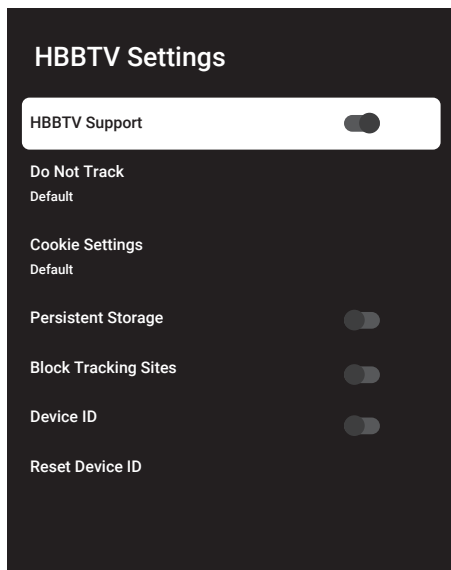 HBBTV Settings
HBBTV Support
Do Not Track
Default
Cookie Settings
Default
Persistent Storage
Block Tracking Sites
Device ID
Reset Device ID